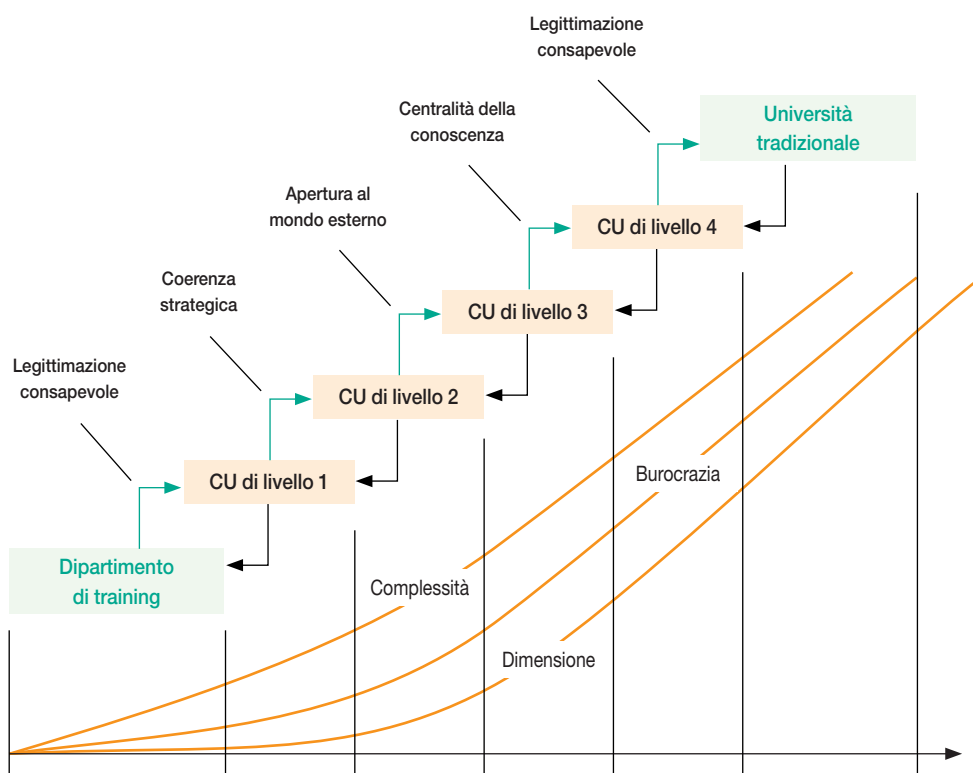 Legittimazione
consapevole
Centralità della
conoscenza
Università
tradizionale
Apertura al
mondo esterno
CU di livello 4
Coerenza
strategica
CU di livello 3
Legittimazione
consapevole
CU di livello 2
CU di livello 1
Burocrazia
Dipartimento
di training
Complessità
Dimensione